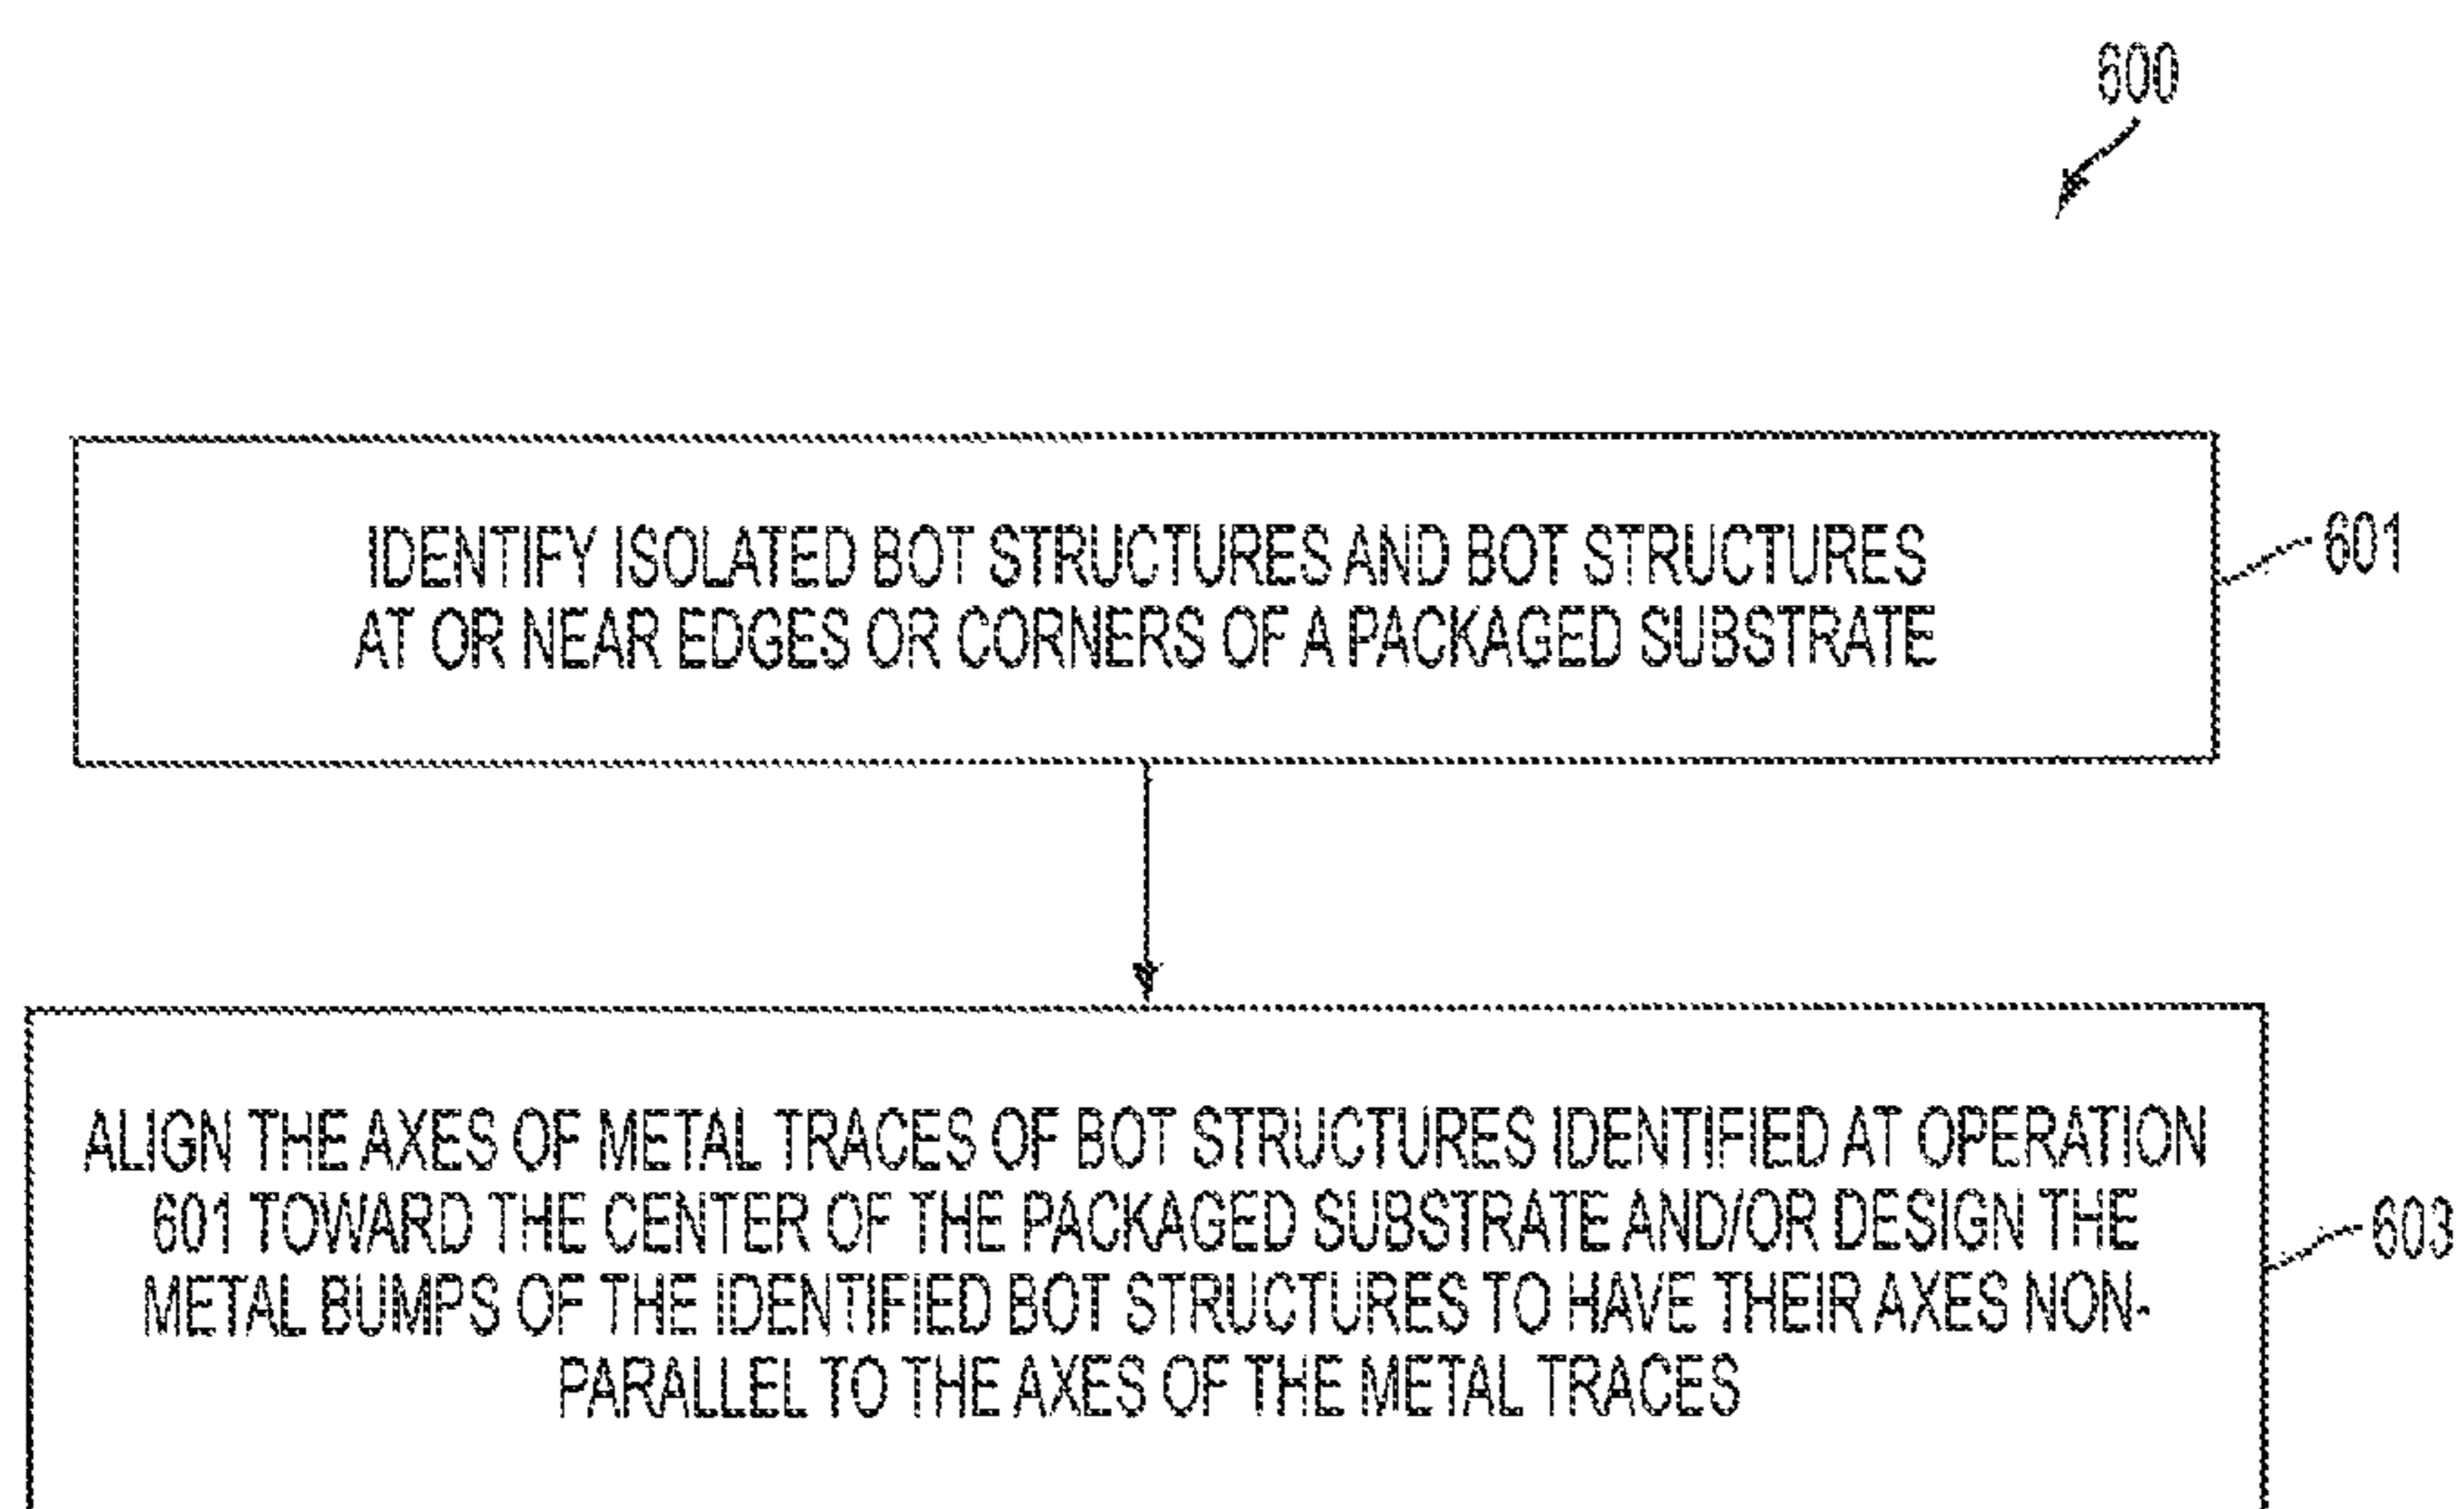 600
IDENTIFY ISOLATED BOT STRUCTURES AND BOT STRUCTURES
AT OR NEAR EDGES OR CORNERS OF A PACKAGED SUBSTRATE
601
ALIGN THE AXES OF METAL TRACES OF BOT STRUCTURES IDENTIFIED AT OPERATION
601 TOWARD THE CENTER OF THE PACKAGED SUBSTRATE AND/OR DESIGN THE
METAL BUMPS OF THE IDENTIFIED BOT STRUCTURES TO HAVE THEIR AXES NON-
PARALLEL TO THE AXES OF THE METAL TRACES
603